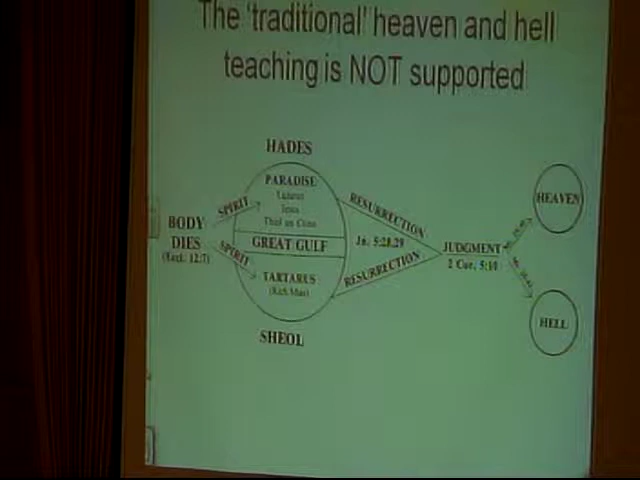 The 'traditional' heaven and hell
teaching is NOT supported
HADES
PARADISE
Lazarus
Jesus
Thief on Cross
SPIRIT
BODY
DIES
(Eccl. 12:7)
GREAT GULF
SPIRIT
TARTARUS
(Rich Man)
SHEOL
RESURRECTION
Jn. 5:28,29
RESURRECTION
JUDGMENT
2 Cor. 5:10
HEAVEN
HELL